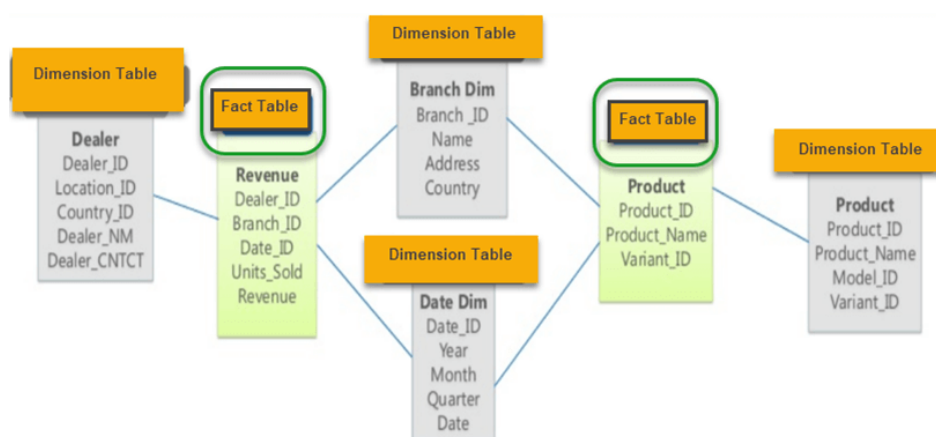 Dimension Table
Dealer
Dealer_ID
Location_ID
Country_ID
Dealer_NM
Dealer_CNTCT
Fact Table
Revenue
Dealer_ID
Branch_ID
Date_ID
Units_Sold
Revenue
Dimension Table
Branch Dim
Branch _ID
Name
Address
Country
Dimension Table
Date Dim
Date_ID
Year
Month
Quarter
Date
Fact Table
Product
Product_ID
Product_Name
Variant_ID
Dimension Table
Product
Product_ID
Product_Name
Model_ID
Variant_ID